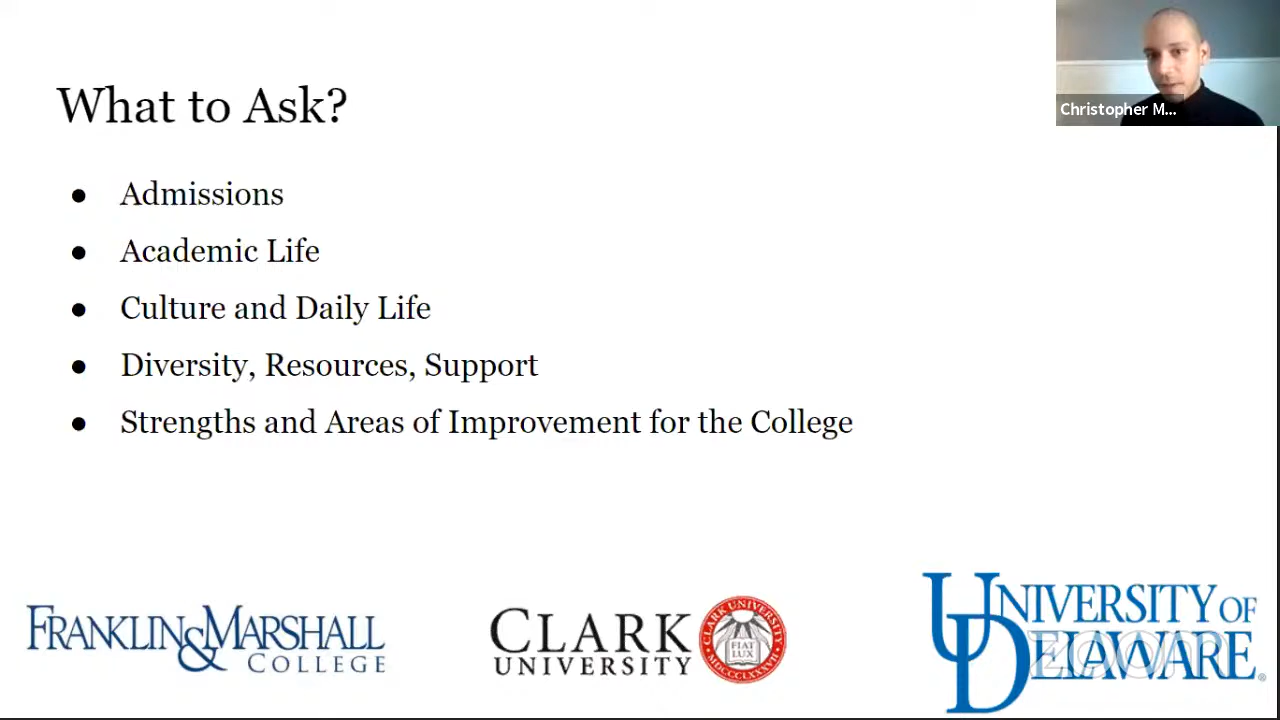 What to Ask?
Christopher M...
● Admissions
● Academic Life
● Culture and Daily Life
● Diversity, Resources, Support
● Strengths and Areas of Improvement for the College
FRANKLIN & MARSHALL
COLLEGE
CLARK
UNIVERSITY
CLARK UNIVERSITY
FIAT
LUX
MDCCCLXXXVII
UNIVERSITY OF
DELAWARE®
zoom